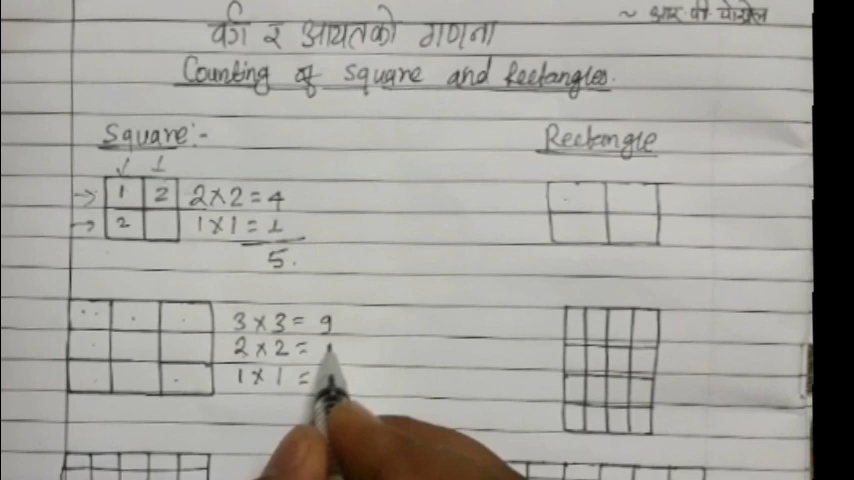 ~ आर. पी. पोख्रेल
वर्ग र आयतको गणना
Counting of square and Rectangles.
Square:-
Rectangle
1 2 2×2=4
2 1×1=1
5.
3×3= 9
2×2=
1×1=